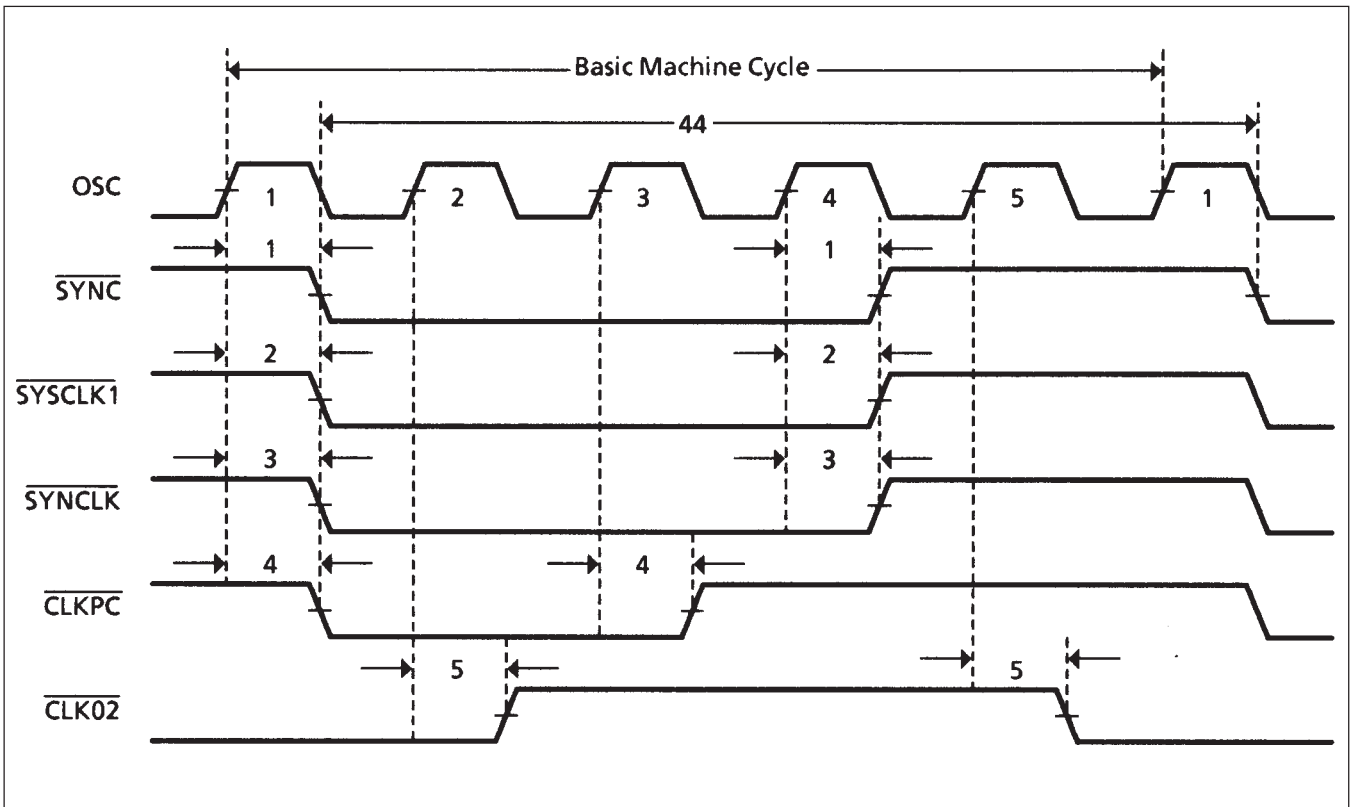 Basic Machine Cycle
44
OSC 1 2 3 4 5 1
1 1
SYNC
2 2
SYSCLK1
3 3
SYNCLK
4 4
CLKPC
5 5
CLK02